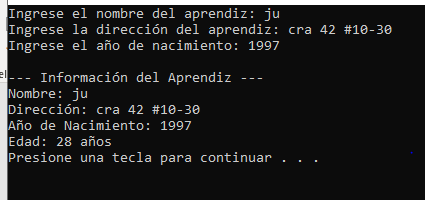 Ingrese el nombre del aprendiz: ju
Ingrese la dirección del aprendiz: cra 42 #10-30
Ingrese el año de nacimiento: 1997
--- Información del Aprendiz ---
Nombre: ju
Dirección: cra 42 #10-30
Año de Nacimiento: 1997
Edad: 28 años
Presione una tecla para continuar . . .